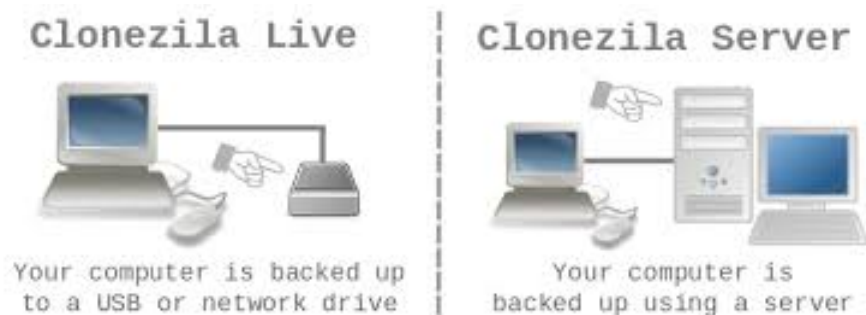 Clonezila Live
Your computer is backed up
to a USB or network drive
Clonezila Server
Your computer is
backed up using a server